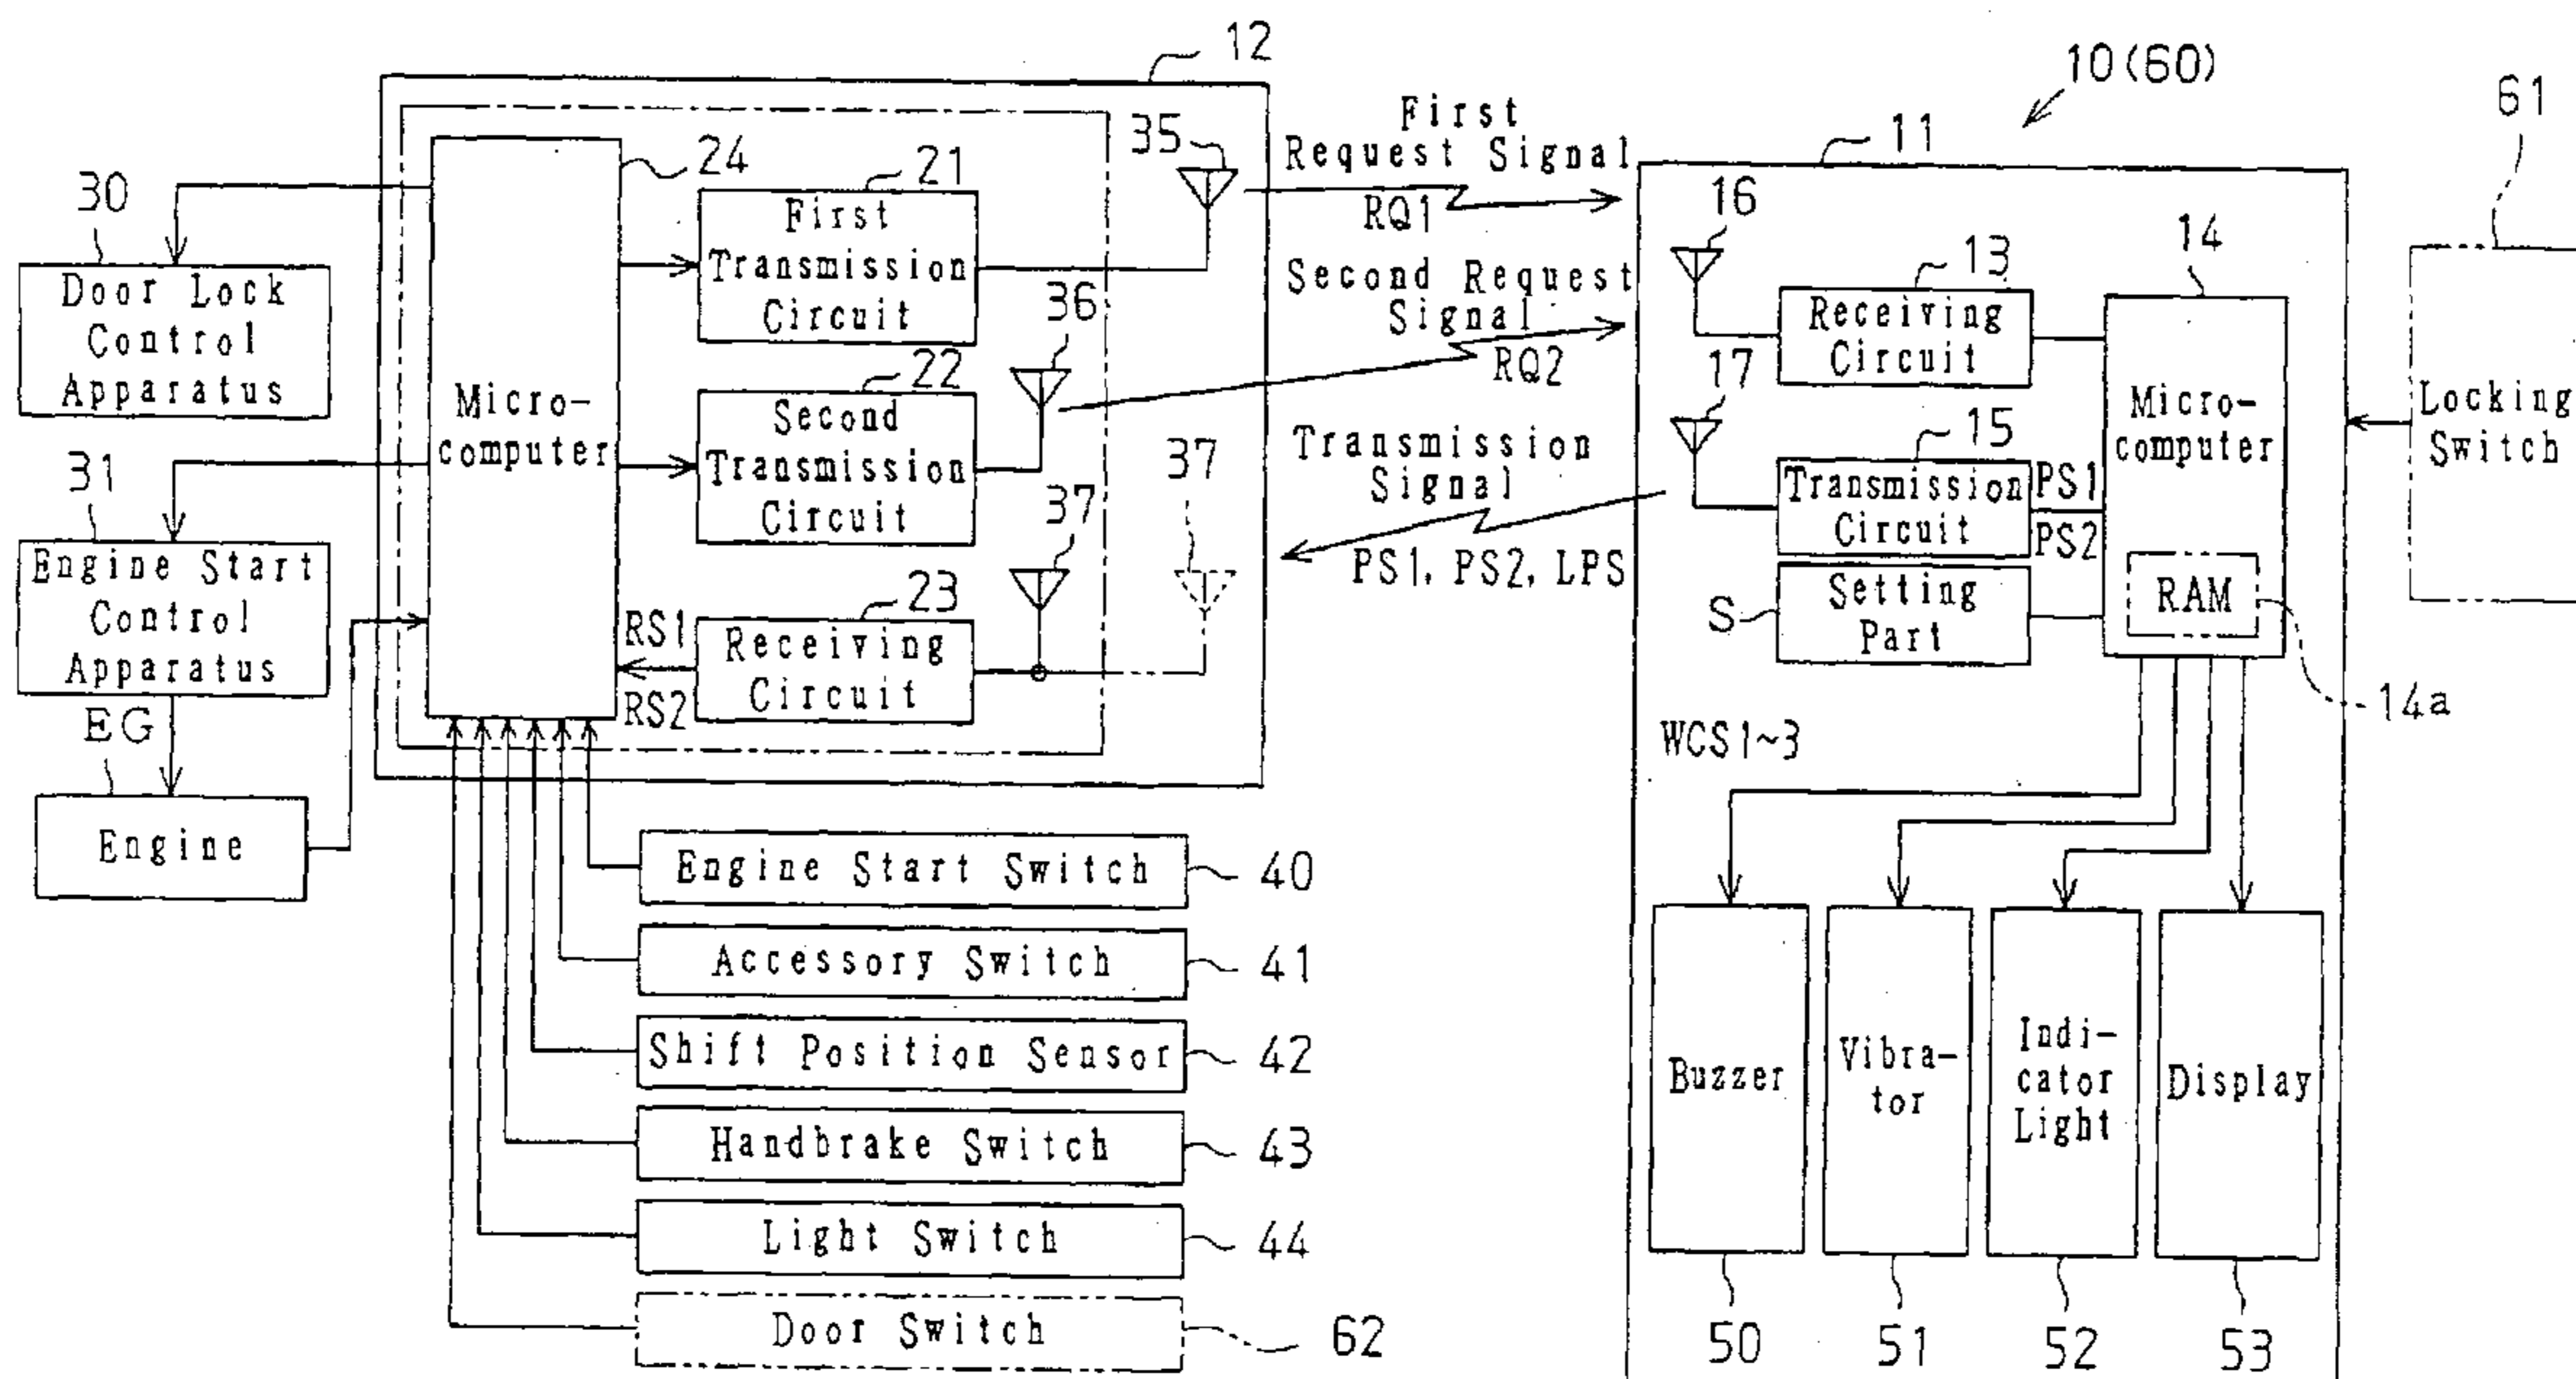 12
10(60)
61
11
First
Request Signal
RQ1
Second Request
Signal
RQ2
Transmission
Signal
PS1, PS2, LPS
24
21
First
Transmission
Circuit
35
30
Door Lock
Control
Apparatus
Micro-
computer
22
Second
Transmission
Circuit
36
31
Engine Start
Control
Apparatus
EG
Engine
RS1
RS2
23
Receiving
Circuit
37
37
Engine Start Switch
40
Accessory Switch
41
Shift Position Sensor
42
Handbrake Switch
43
Light Switch
44
Door Switch
62
16
13
Receiving
Circuit
14
Micro-
computer
17
15
Transmission
Circuit
PS1
PS2
S
Setting
Part
RAM
14a
Locking
Switch
WCS1~3
Buzzer
Vibra-
tor
Indi-
cator
Light
Display
50
51
52
53